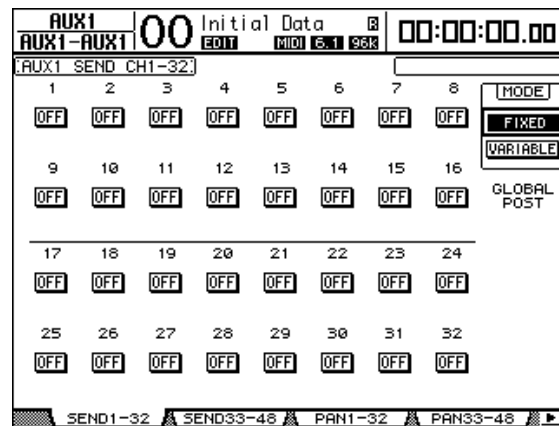 AUX1
AUX1-AUX1
00 Initial Data
EDIT MIDI 6.1 96k
00:00:00.00
AUX1 SEND CH1-32
1 2 3 4 5 6 7 8
OFF OFF OFF OFF OFF OFF OFF OFF
MODE
FIXED
VARIABLE
9 10 11 12 13 14 15 16
OFF OFF OFF OFF OFF OFF OFF OFF
GLOBAL
POST
17 18 19 20 21 22 23 24
OFF OFF OFF OFF OFF OFF OFF OFF
25 26 27 28 29 30 31 32
OFF OFF OFF OFF OFF OFF OFF OFF
SEND1-32 SEND33-48 PAN1-32 PAN33-48